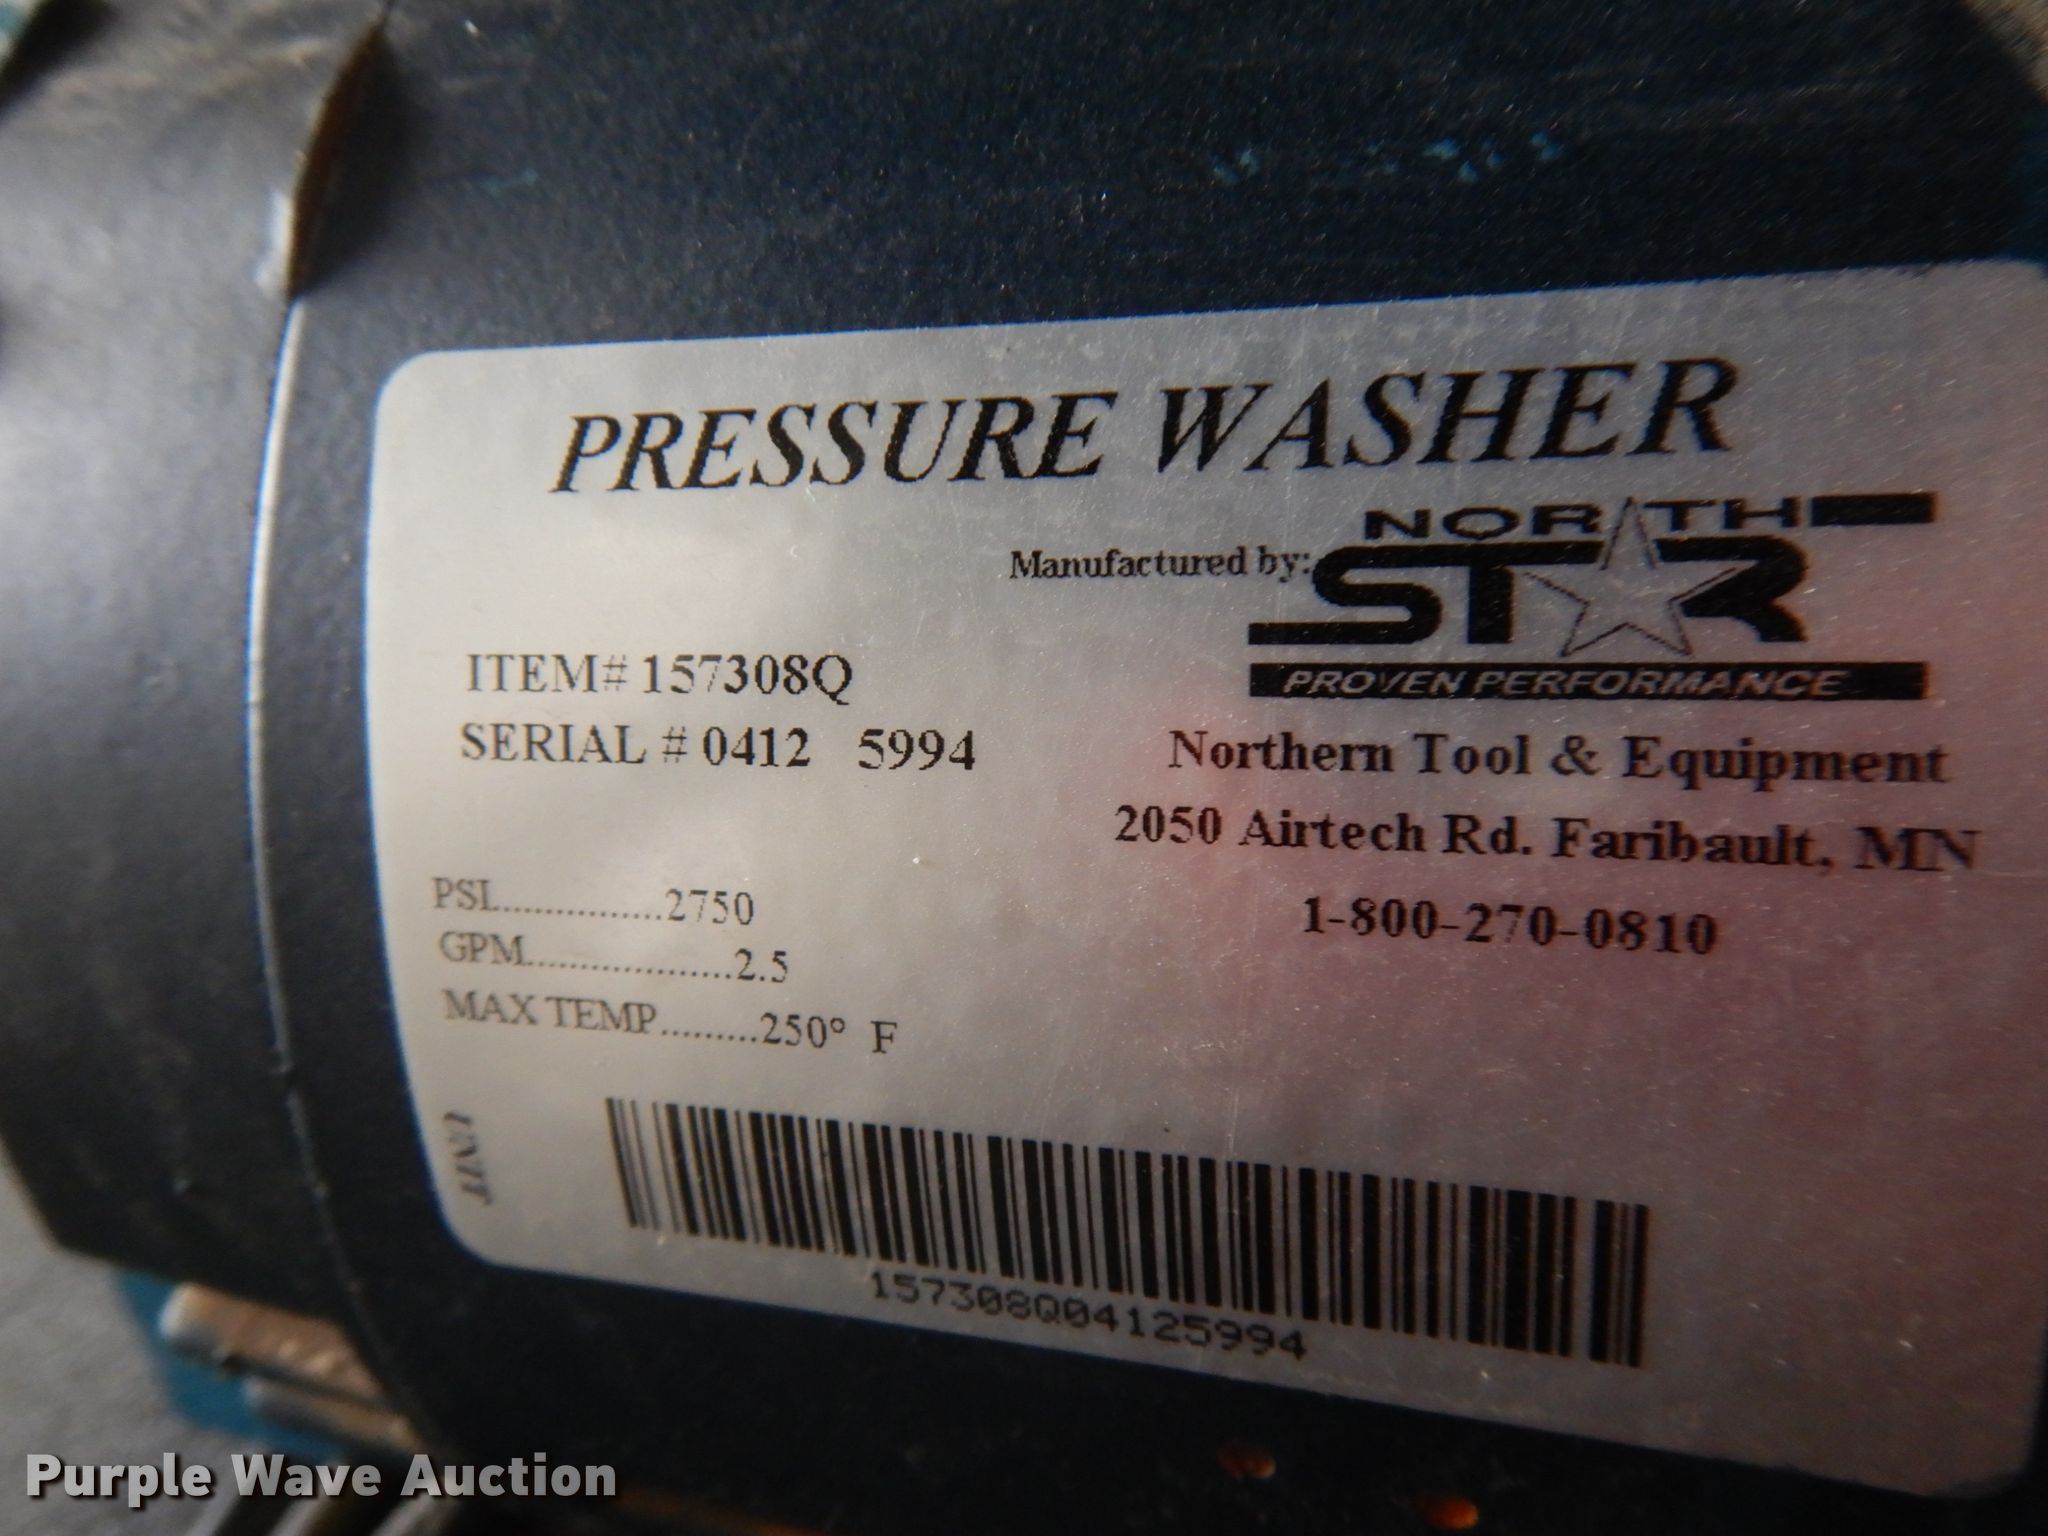 PRESSURE WASHER
Manufactured by:
NORTH
STAR
PROVEN PERFORMANCE
ITEM# 157308Q
SERIAL # 0412 5994
Northern Tool & Equipment
2050 Airtech Rd. Faribault, MN
1-800-270-0810
PSI................2750
GPM....................2.5
MAX TEMP.........250° F
UNIT
157308Q04125994
Purple Wave Auction